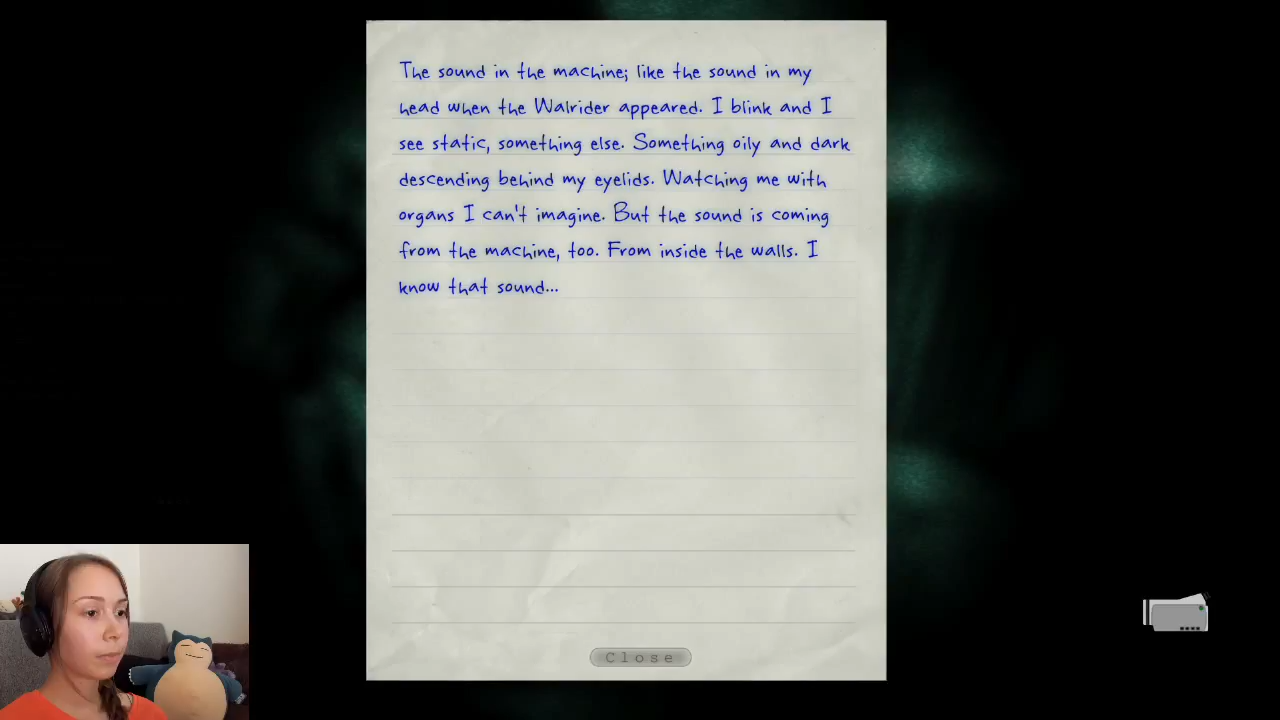 The sound in the machine; like the sound in my
head when the Walrider appeared. I blink and I
see static, something else. Something oily and dark
descending behind my eyelids. Watching me with
organs I can't imagine. But the sound is coming
from the machine, too. From inside the walls. I
know that sound...
Close